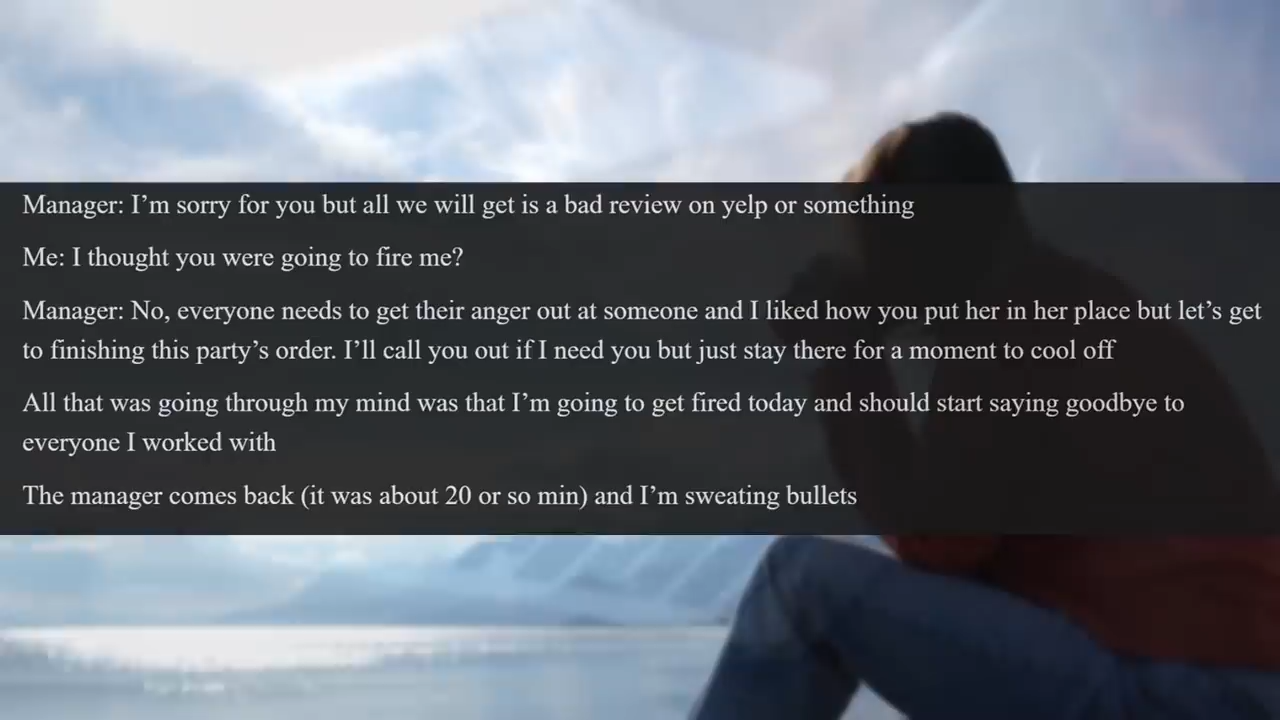 Manager: I’m sorry for you but all we will get is a bad review on yelp or something
Me: I thought you were going to fire me?
Manager: No, everyone needs to get their anger out at someone and I liked how you put her in her place but let’s get
to finishing this party’s order. I’ll call you out if I need you but just stay there for a moment to cool off
All that was going through my mind was that I’m going to get fired today and should start saying goodbye to
everyone I worked with
The manager comes back (it was about 20 or so min) and I’m sweating bullets